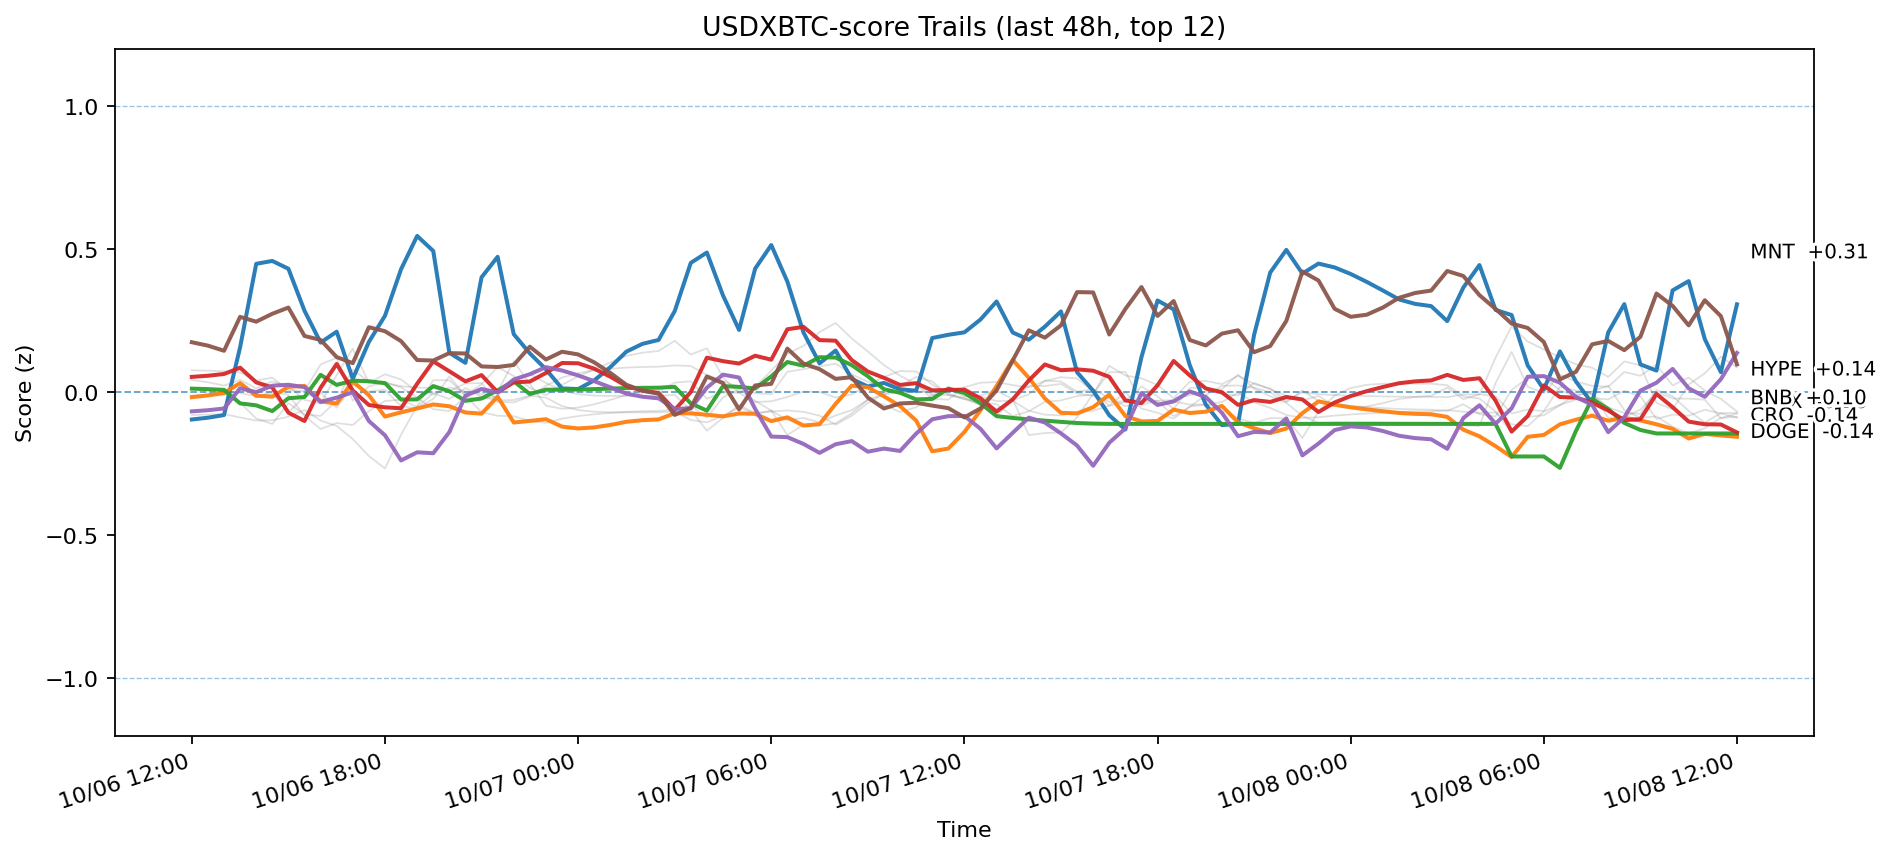 USDXBTC-score Trails (last 48h, top 12)
Score (z)
1.0
0.5
0.0
−0.5
−1.0
MNT +0.31
HYPE +0.14
BNB +0.10
CRO -0.14
DOGE -0.14
10/06 12:00
10/06 18:00
10/07 00:00
10/07 06:00
10/07 12:00
10/07 18:00
10/08 00:00
10/08 06:00
10/08 12:00
Time